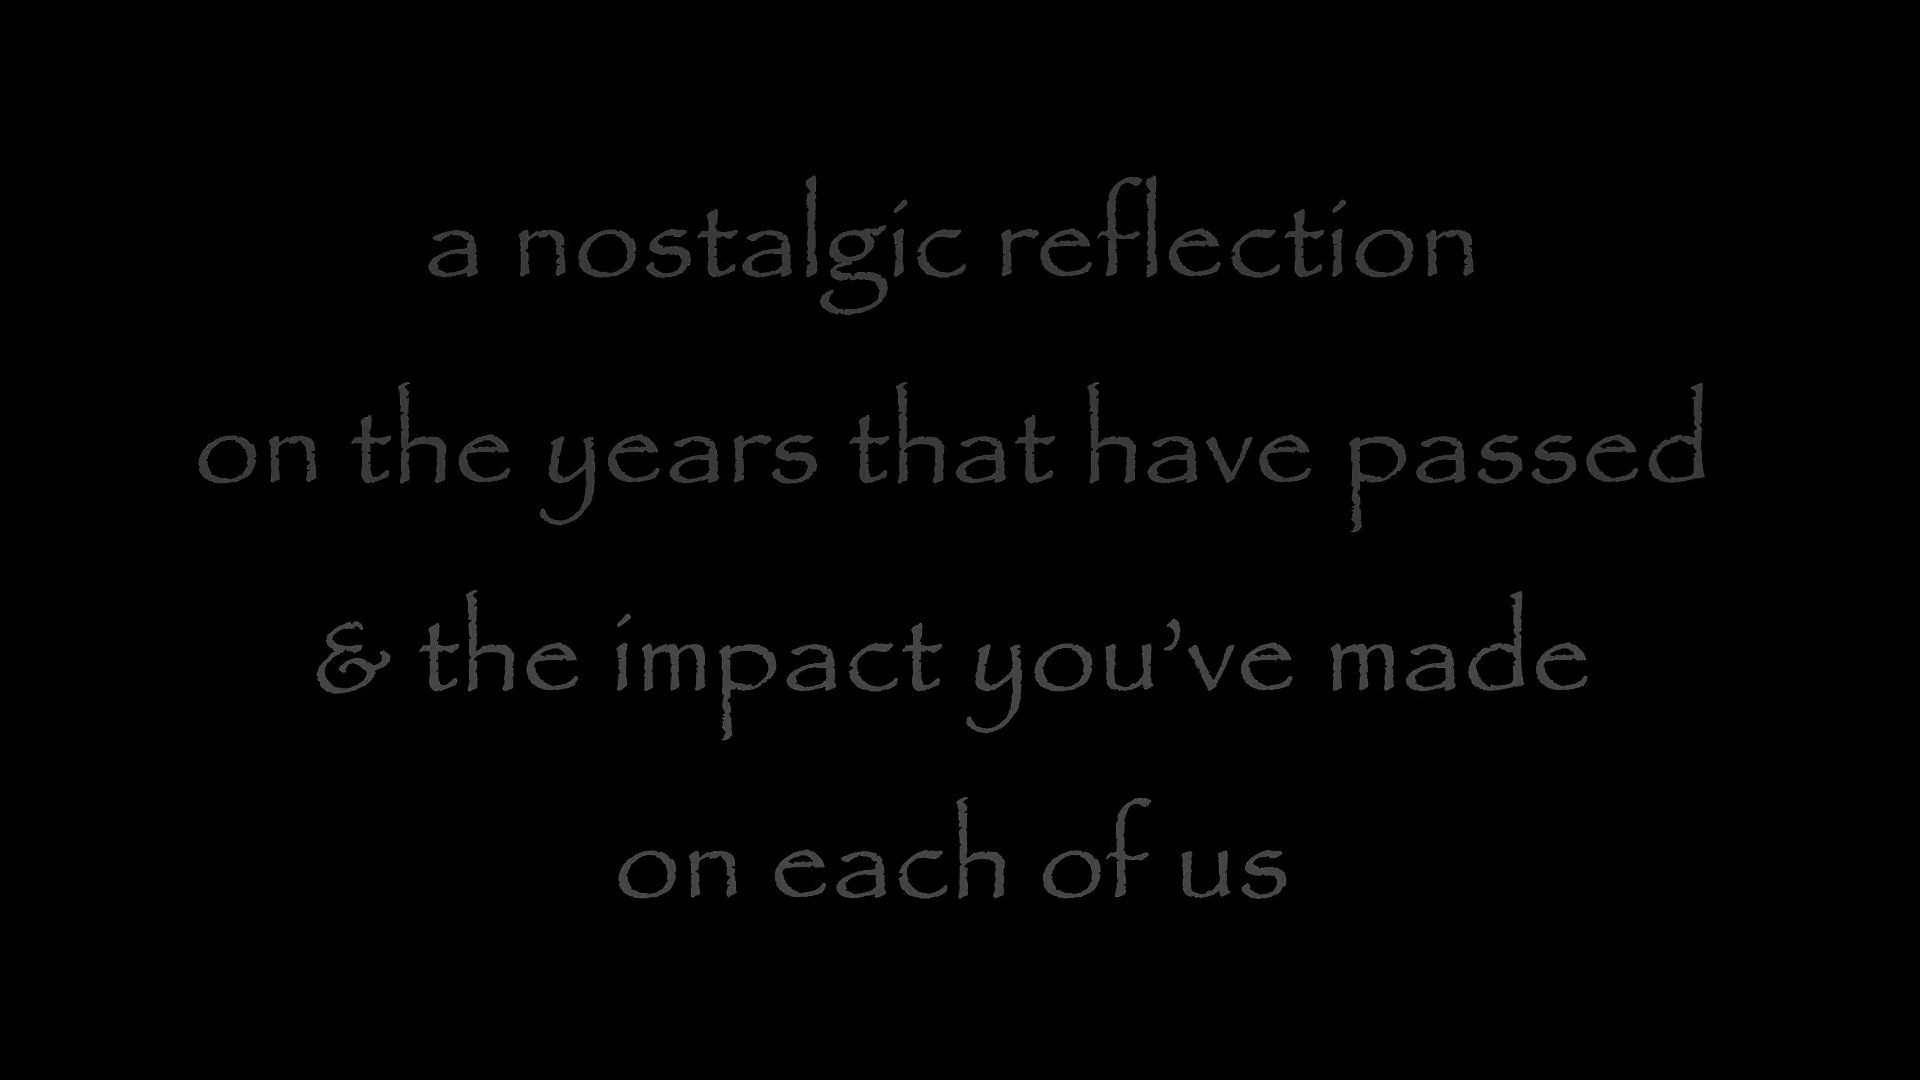 a nostalgic reflection
on the years that have passed
& the impact you’ve made
on each of us